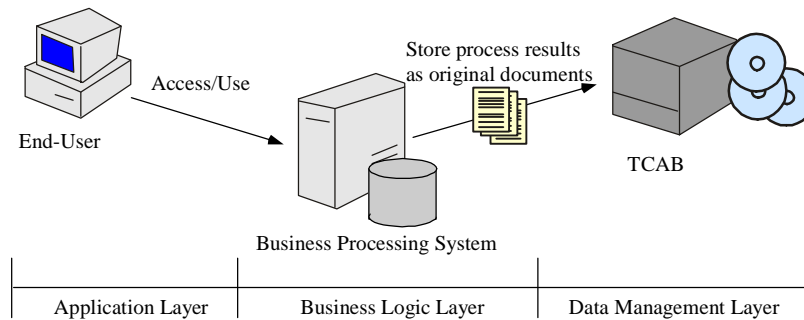 Store process results
as original documents
Access/Use
End-User
TCAB
Business Processing System
Application Layer
Business Logic Layer
Data Management Layer